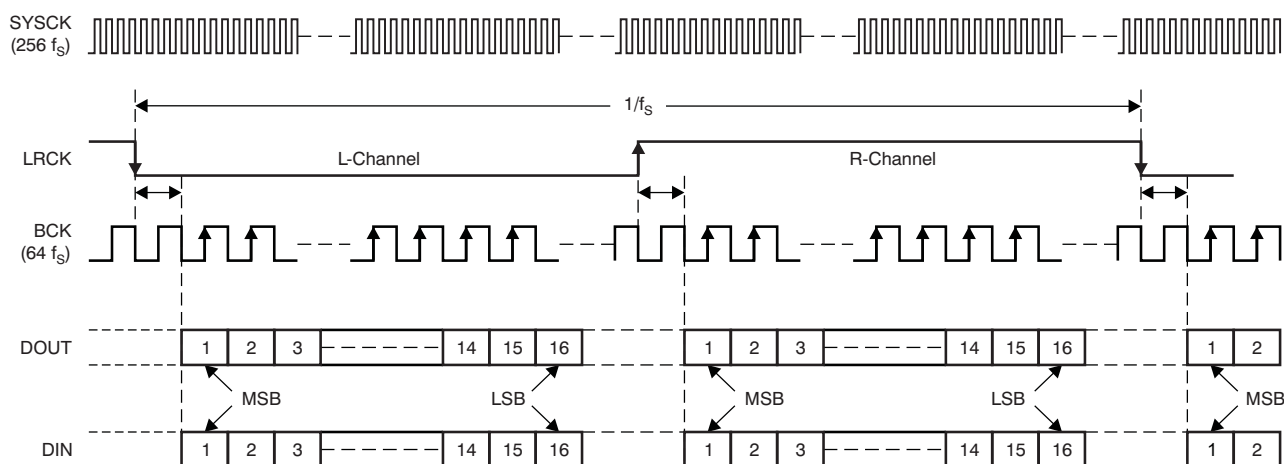 SYSCK
(256 fS)
1/fS
LRCK
L-Channel
R-Channel
BCK
(64 fS)
DOUT
1 2 3 14 15 16 1 2 3 14 15 16 1 2
MSB LSB MSB LSB MSB
DIN
1 2 3 14 15 16 1 2 3 14 15 16 1 2